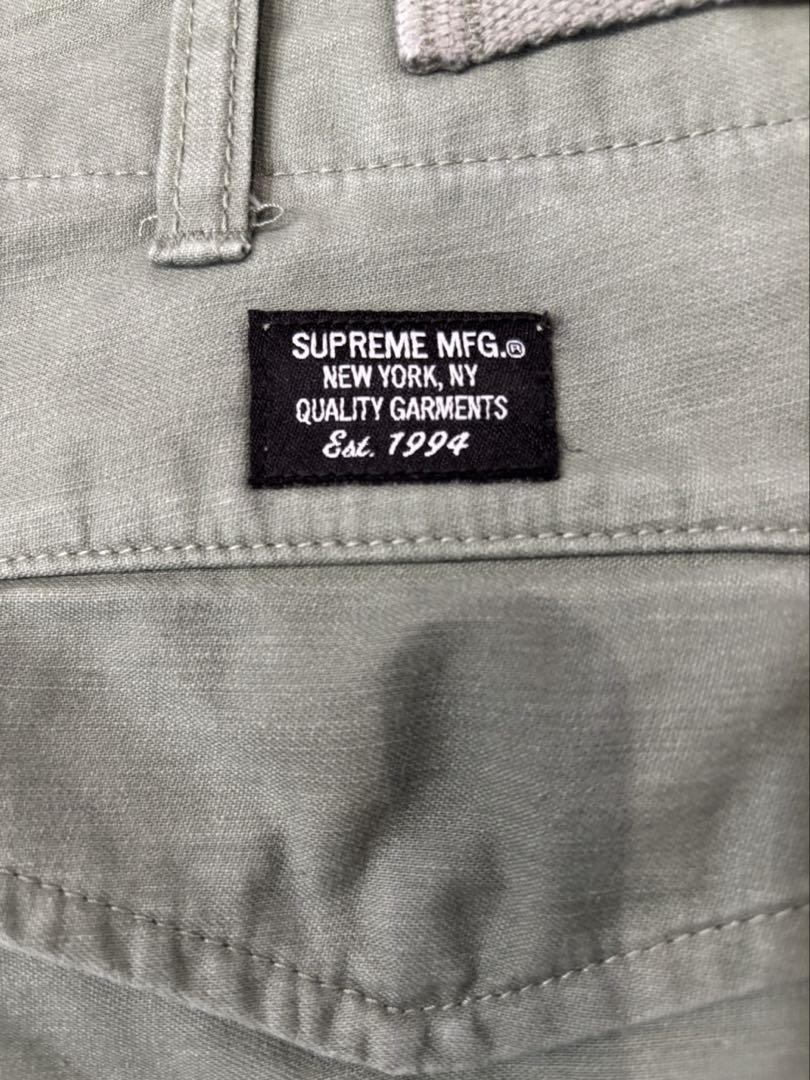 SUPREME MFG.®
NEW YORK, NY
QUALITY GARMENTS
Est. 1994